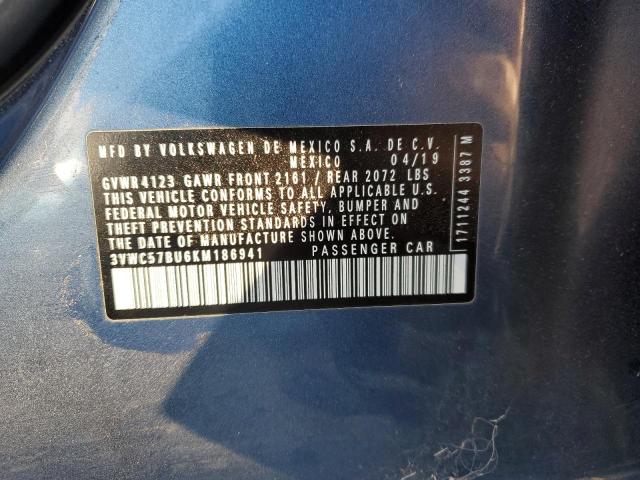 MFD BY VOLKSWAGEN DE MEXICO S.A. DE C.V.
MEXICO 04/19
GVWR4123 GAWR FRONT 2161 / REAR 2072 LBS
THIS VEHICLE CONFORMS TO ALL APPLICABLE U.S.
FEDERAL MOTOR VEHICLE SAFETY, BUMPER AND
THEFT PREVENTION STANDARDS IN EFFECT ON
THE DATE OF MANUFACTURE SHOWN ABOVE.
3VWC57BU6KM186941 PASSENGER CAR
1711244 3387 M